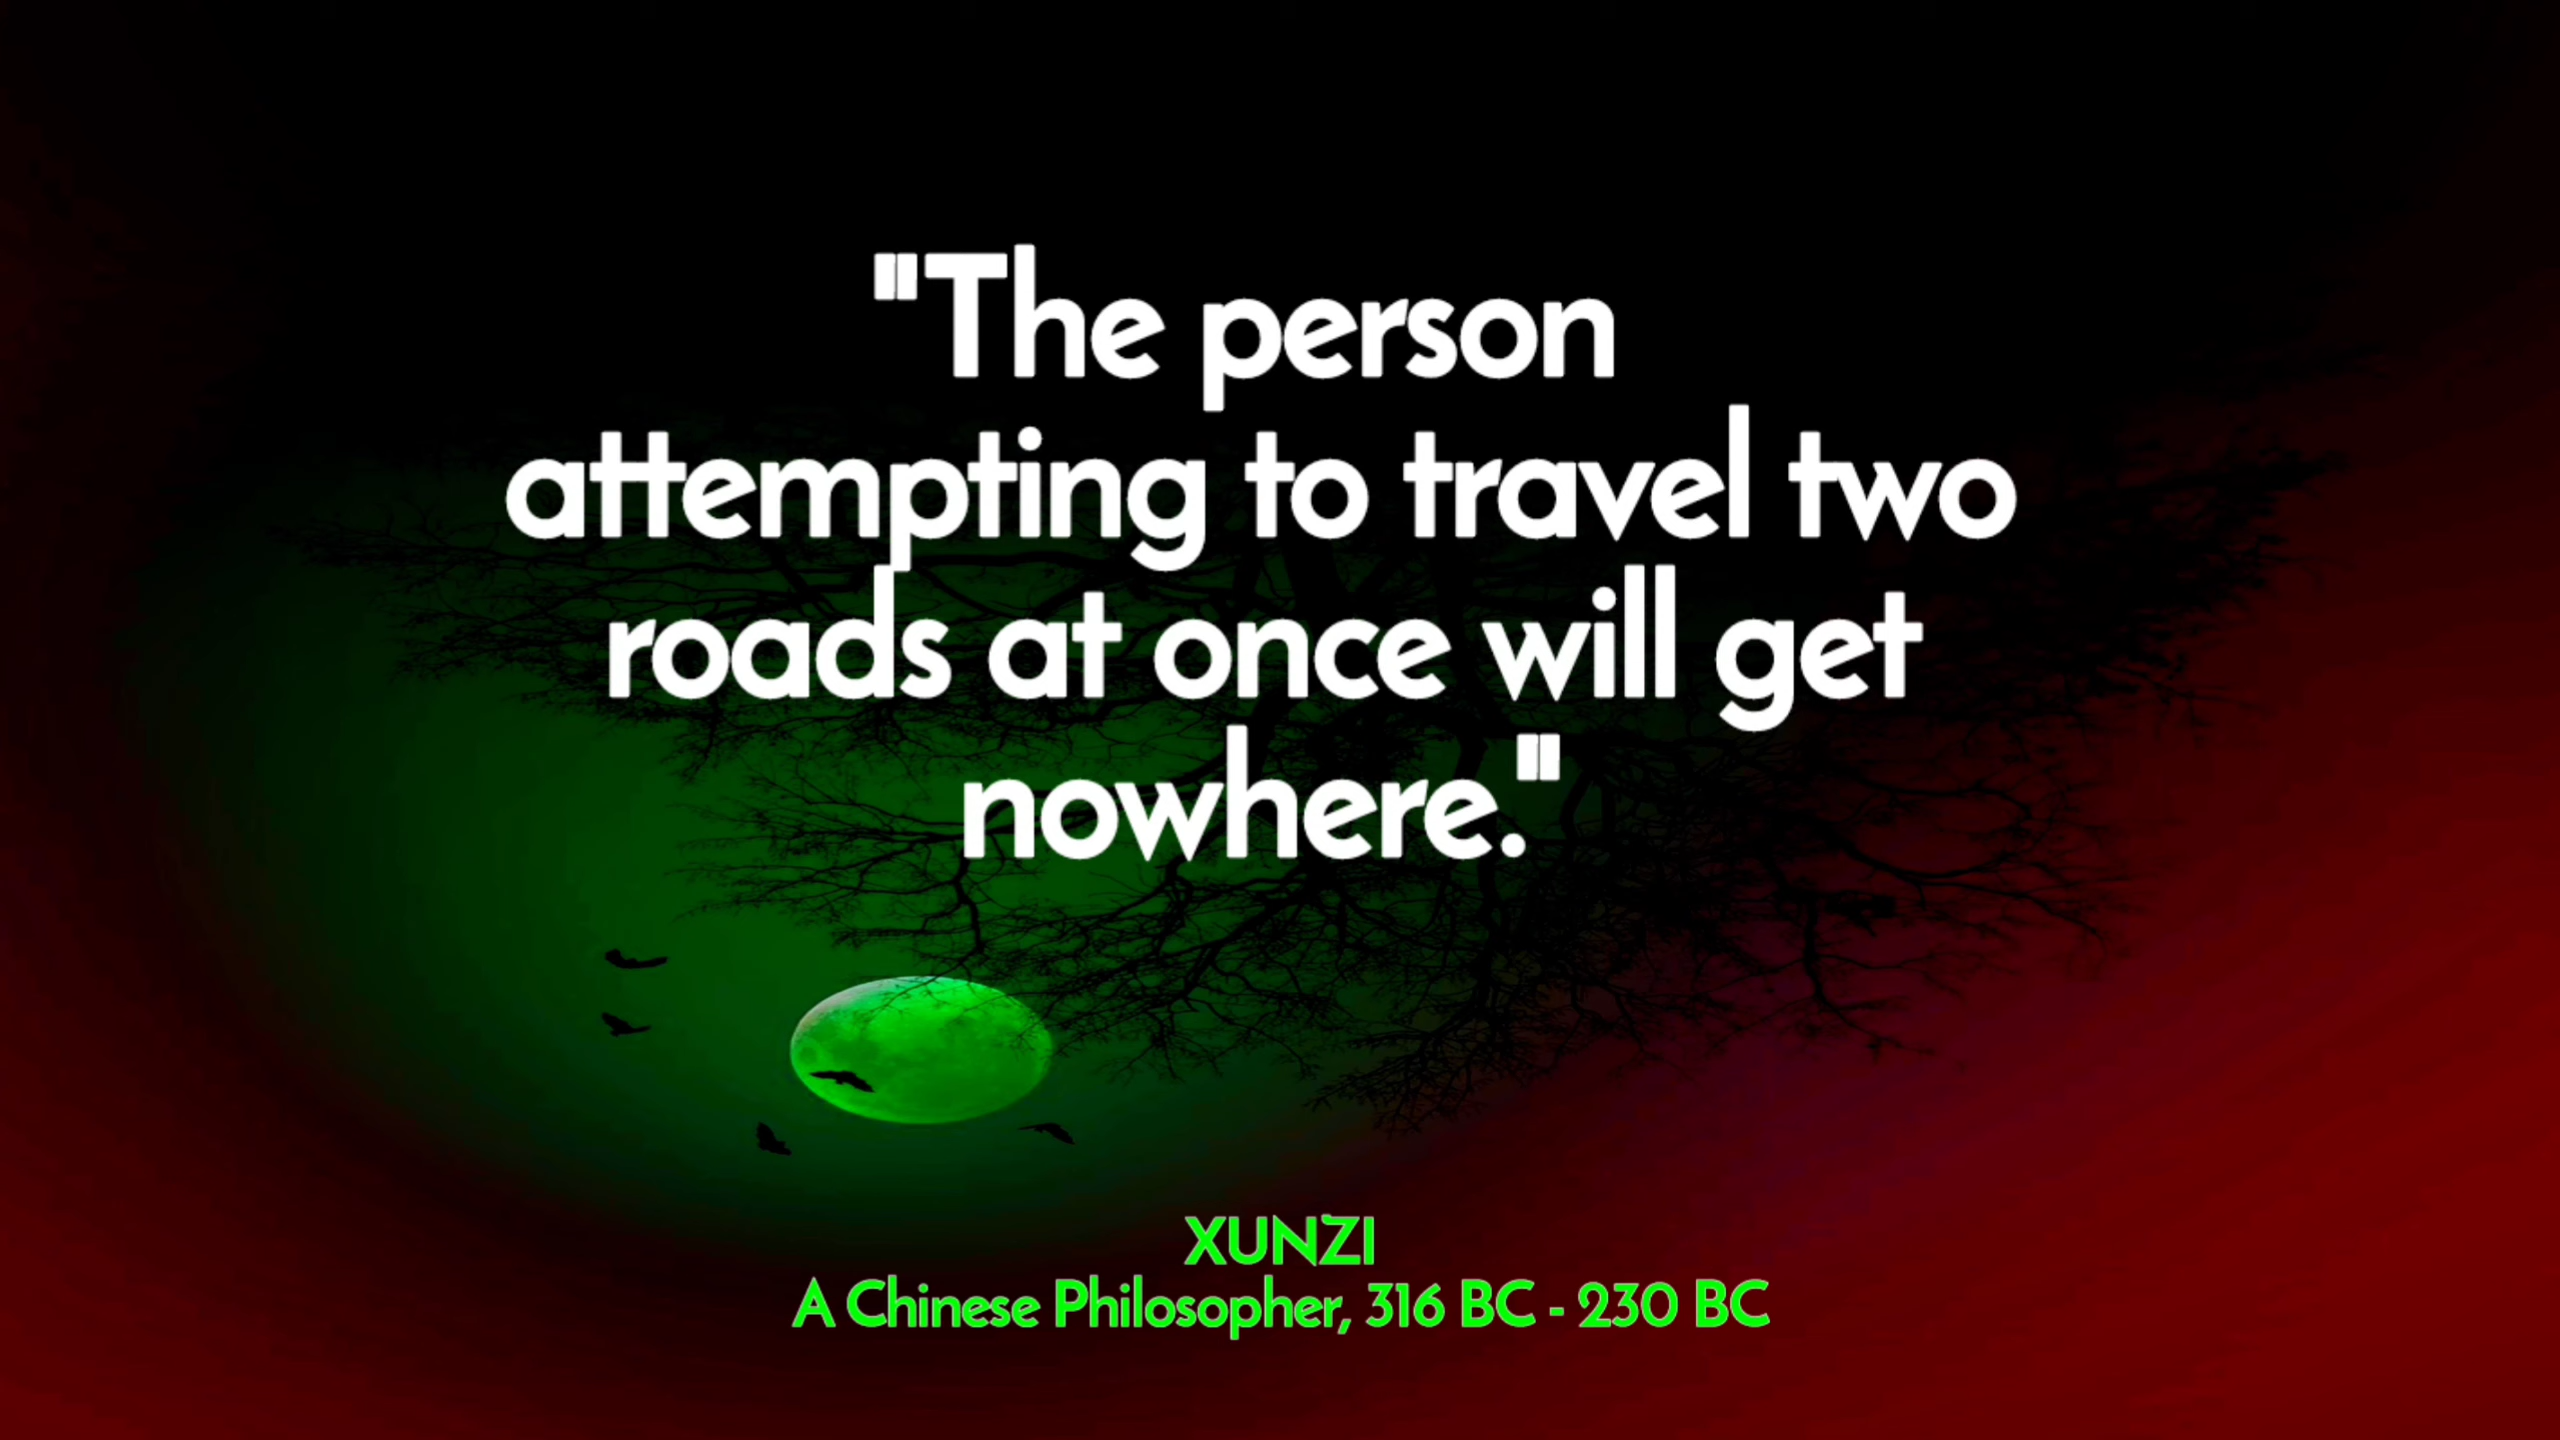 "The person
attempting to travel two
roads at once will get
nowhere."
XUNZI
A Chinese Philosopher, 316 BC - 230 BC